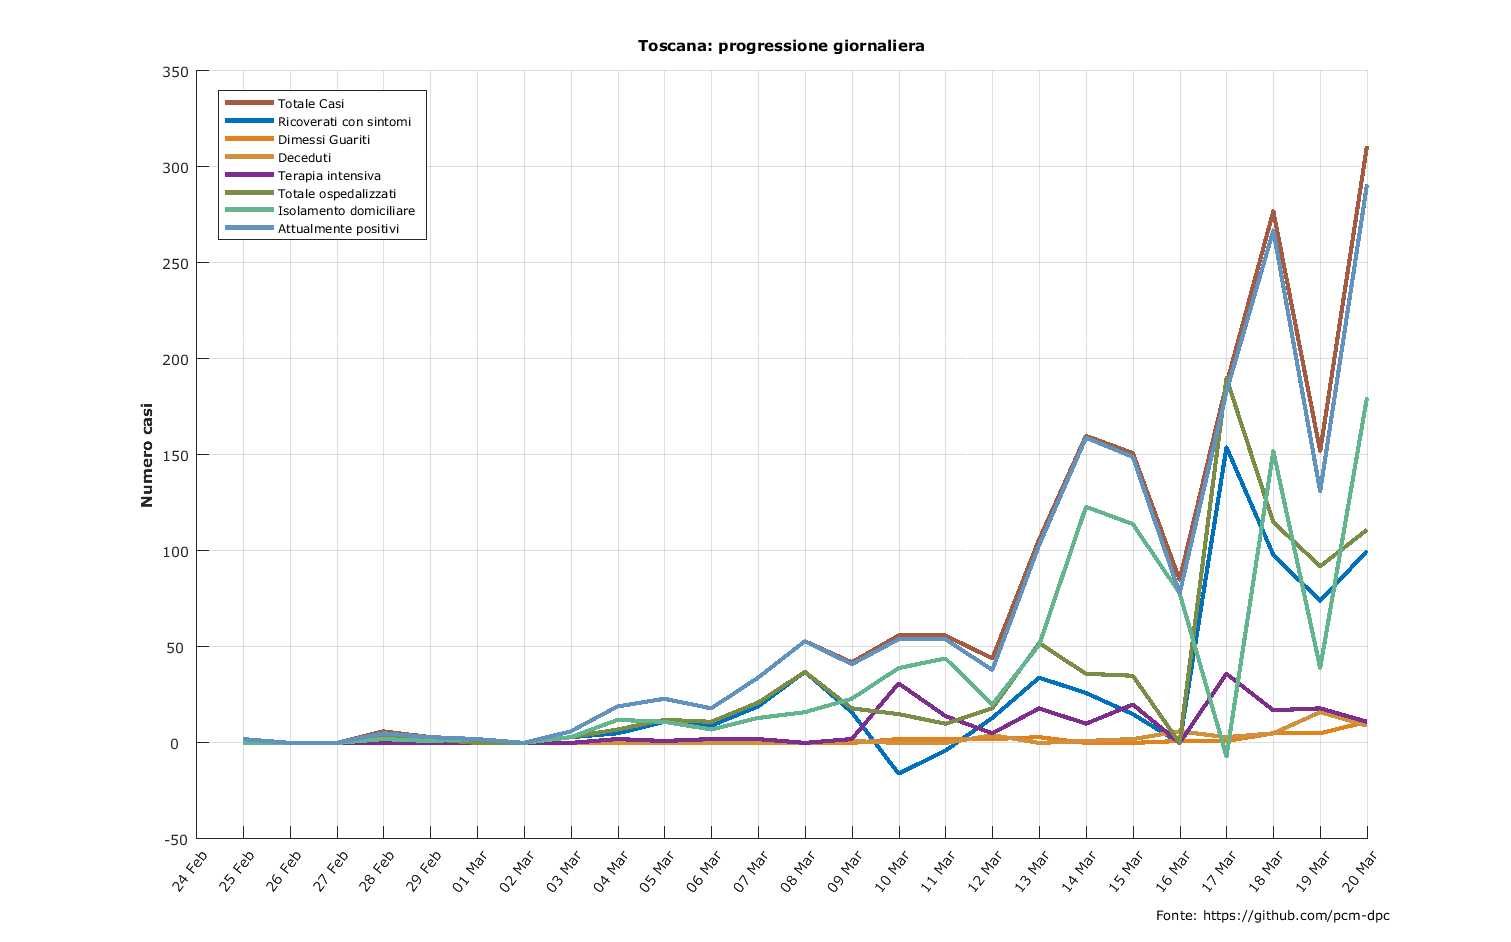 Toscana: progressione giornaliera
350
300
250
200
150
100
50
0
-50
Numero casi
Totale Casi
Ricoverati con sintomi
Dimessi Guariti
Deceduti
Terapia intensiva
Totale ospedalizzati
Isolamento domiciliare
Attualmente positivi
24 Feb
25 Feb
26 Feb
27 Feb
28 Feb
29 Feb
01 Mar
02 Mar
03 Mar
04 Mar
05 Mar
06 Mar
07 Mar
08 Mar
09 Mar
10 Mar
11 Mar
12 Mar
13 Mar
14 Mar
15 Mar
16 Mar
17 Mar
18 Mar
19 Mar
20 Mar
Fonte: https://github.com/pcm-dpc